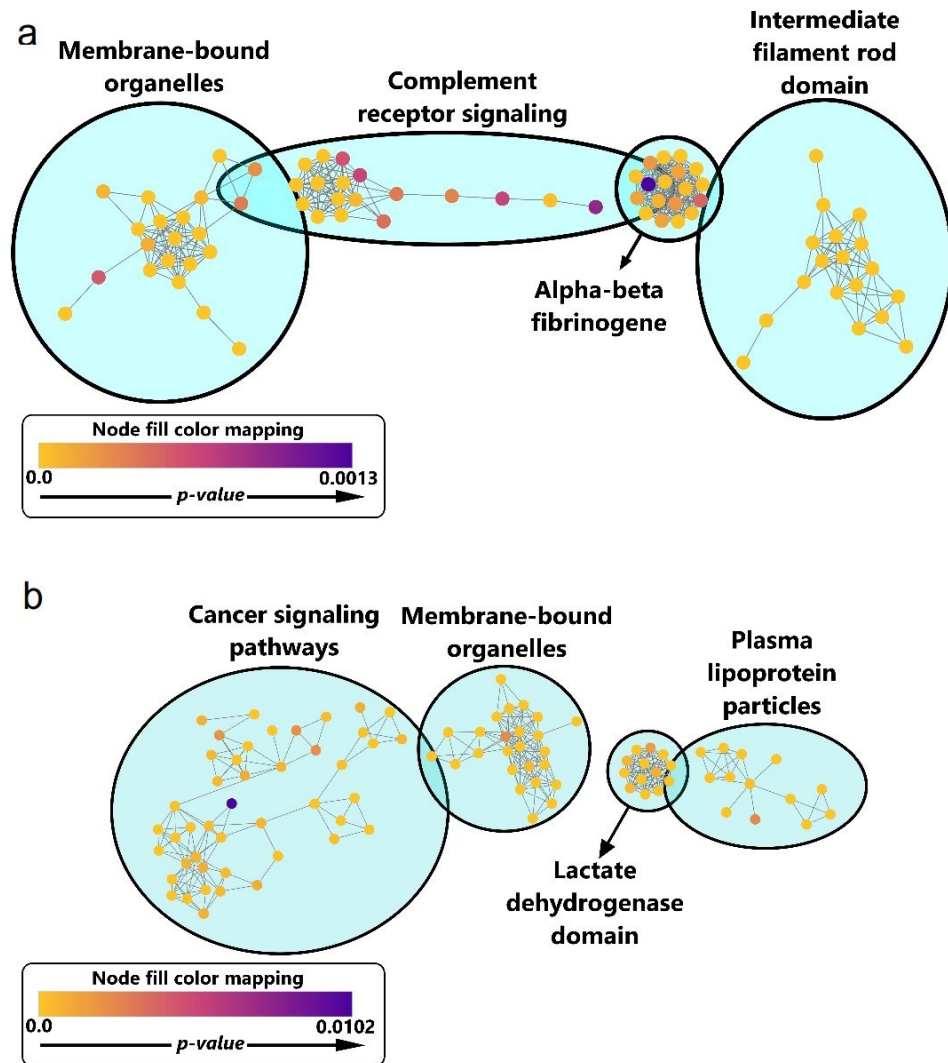 a
Membrane-bound
organelles
Complement
receptor signaling
Intermediate
filament rod
domain
Alpha-beta
fibrinogene
Node fill color mapping
0.0
0.0013
p-value
b
Cancer signaling
pathways
Membrane-bound
organelles
Plasma
lipoprotein
particles
Lactate
dehydrogenase
domain
Node fill color mapping
0.0
0.0102
p-value